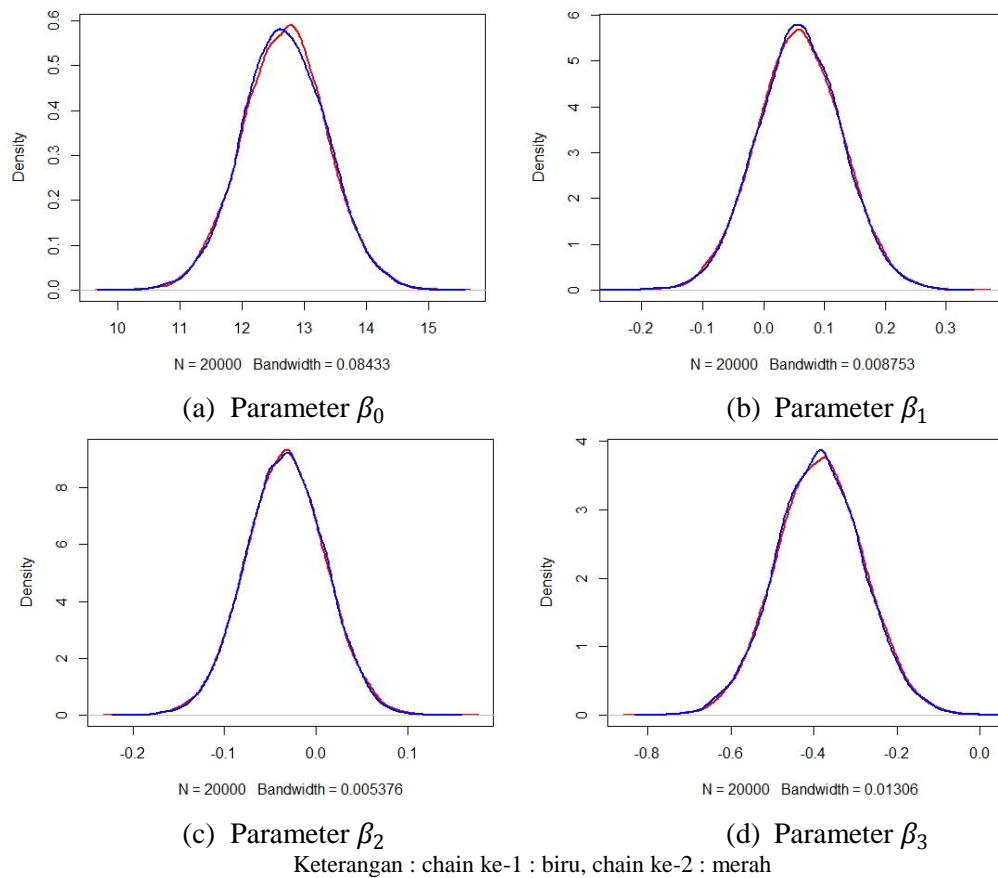 Density
0.0 0.1 0.2 0.3 0.4 0.5 0.6
10 11 12 13 14 15
N = 20000 Bandwidth = 0.08433
(a) Parameter β0
Density
0 1 2 3 4 5 6
-0.2 -0.1 0.0 0.1 0.2 0.3
N = 20000 Bandwidth = 0.008753
(b) Parameter β1
Density
0 2 4 6 8
-0.2 -0.1 0.0 0.1
N = 20000 Bandwidth = 0.005376
(c) Parameter β2
Density
0 1 2 3 4
-0.8 -0.6 -0.4 -0.2 0.0
N = 20000 Bandwidth = 0.01306
(d) Parameter β3
Keterangan : chain ke-1 : biru, chain ke-2 : merah